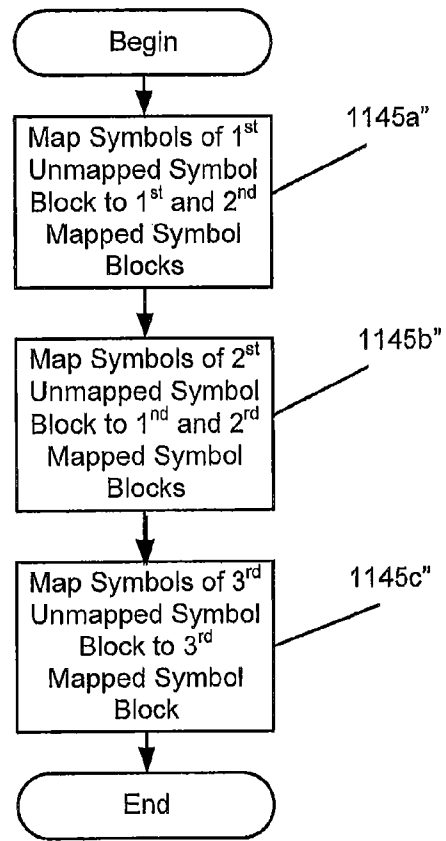 Begin
1145a"
Map Symbols of 1st
Unmapped Symbol
Block to 1st and 2nd
Mapped Symbol
Blocks
1145b"
Map Symbols of 2st
Unmapped Symbol
Block to 1nd and 2rd
Mapped Symbol
Blocks
1145c"
Map Symbols of 3rd
Unmapped Symbol
Block to 3rd
Mapped Symbol
Block
End